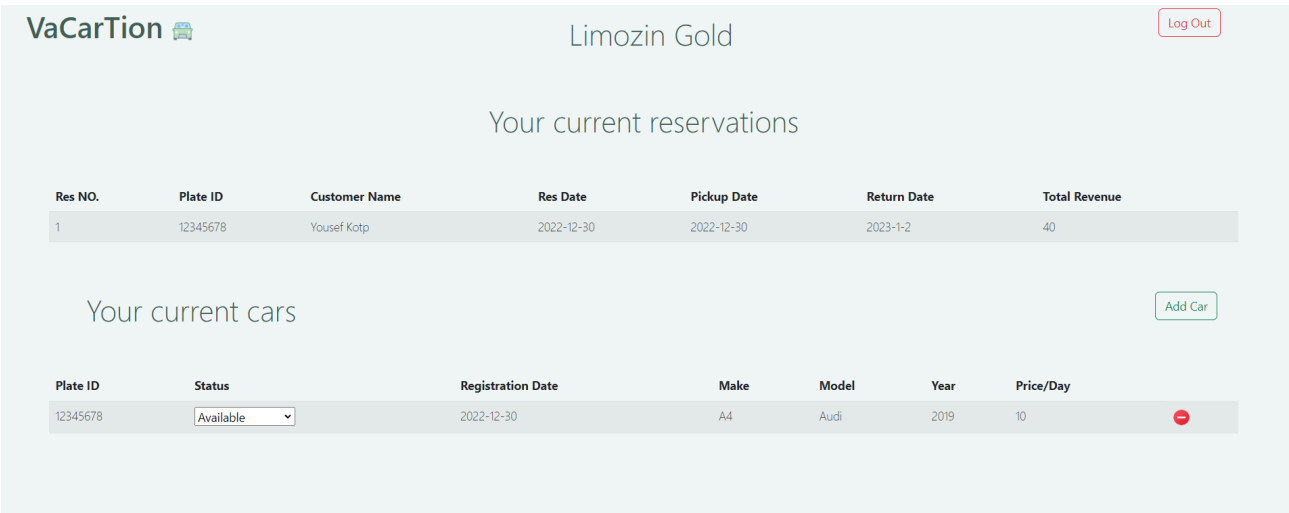 VaCarTion
Limozin Gold
Log Out
Your current reservations
Res NO. Plate ID Customer Name Res Date Pickup Date Return Date Total Revenue
1 12345678 Yousef Kotp 2022-12-30 2022-12-30 2023-1-2 40
Your current cars
Add Car
Plate ID Status Registration Date Make Model Year Price/Day
12345678 Available 2022-12-30 A4 Audi 2019 10